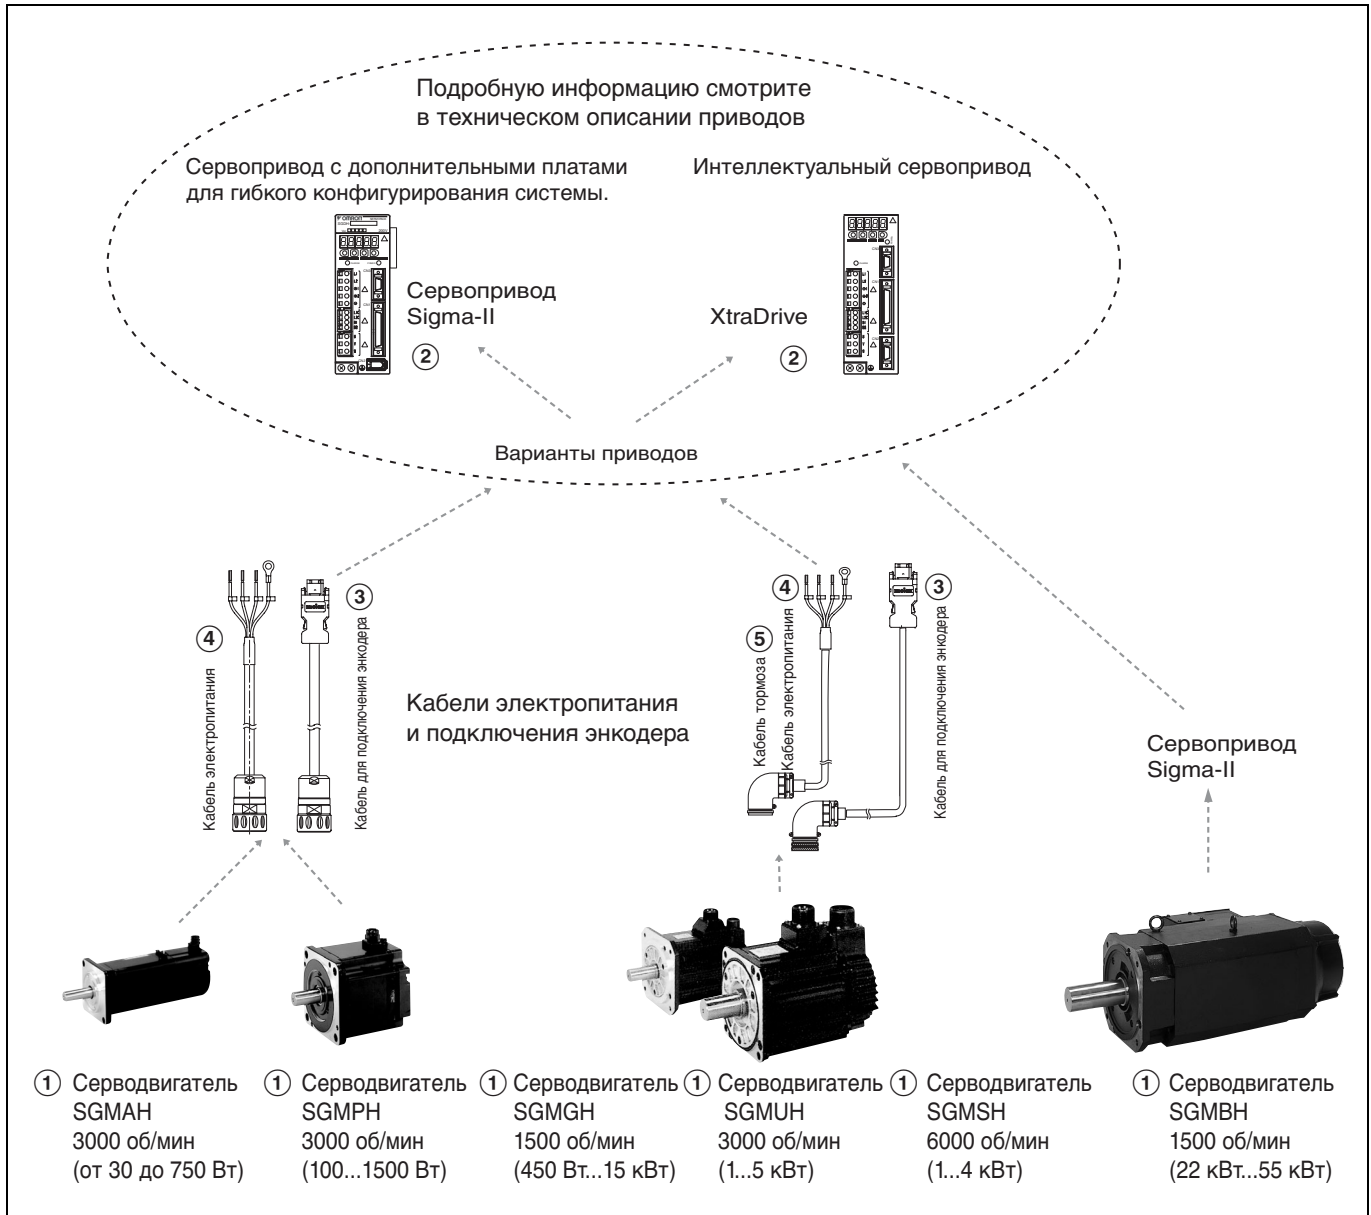 Подробную информацию смотрите
в техническом описании приводов
Сервопривод с дополнительными платами
для гибкого конфигурирования системы.
Интеллектуальный сервопривод
OMRON
Сервопривод
Sigma-II
2
XtraDrive
2
Варианты приводов
4
Кабель электропитания
3
Кабель для подключения энкодера
Кабели электропитания
и подключения энкодера
5
Кабель тормоза
4
Кабель электропитания
3
Кабель для подключения энкодера
Сервопривод
Sigma-II
1 Серводвигатель
SGMAH
3000 об/мин
(от 30 до 750 Вт)
1 Серводвигатель
SGMPH
3000 об/мин
(100...1500 Вт)
1 Серводвигатель
SGMGH
1500 об/мин
(450 Вт...15 кВт)
1 Серводвигатель
SGMUH
3000 об/мин
(1...5 кВт)
1 Серводвигатель
SGMSH
6000 об/мин
(1...4 кВт)
1 Серводвигатель
SGMBH
1500 об/мин
(22 кВт...55 кВт)